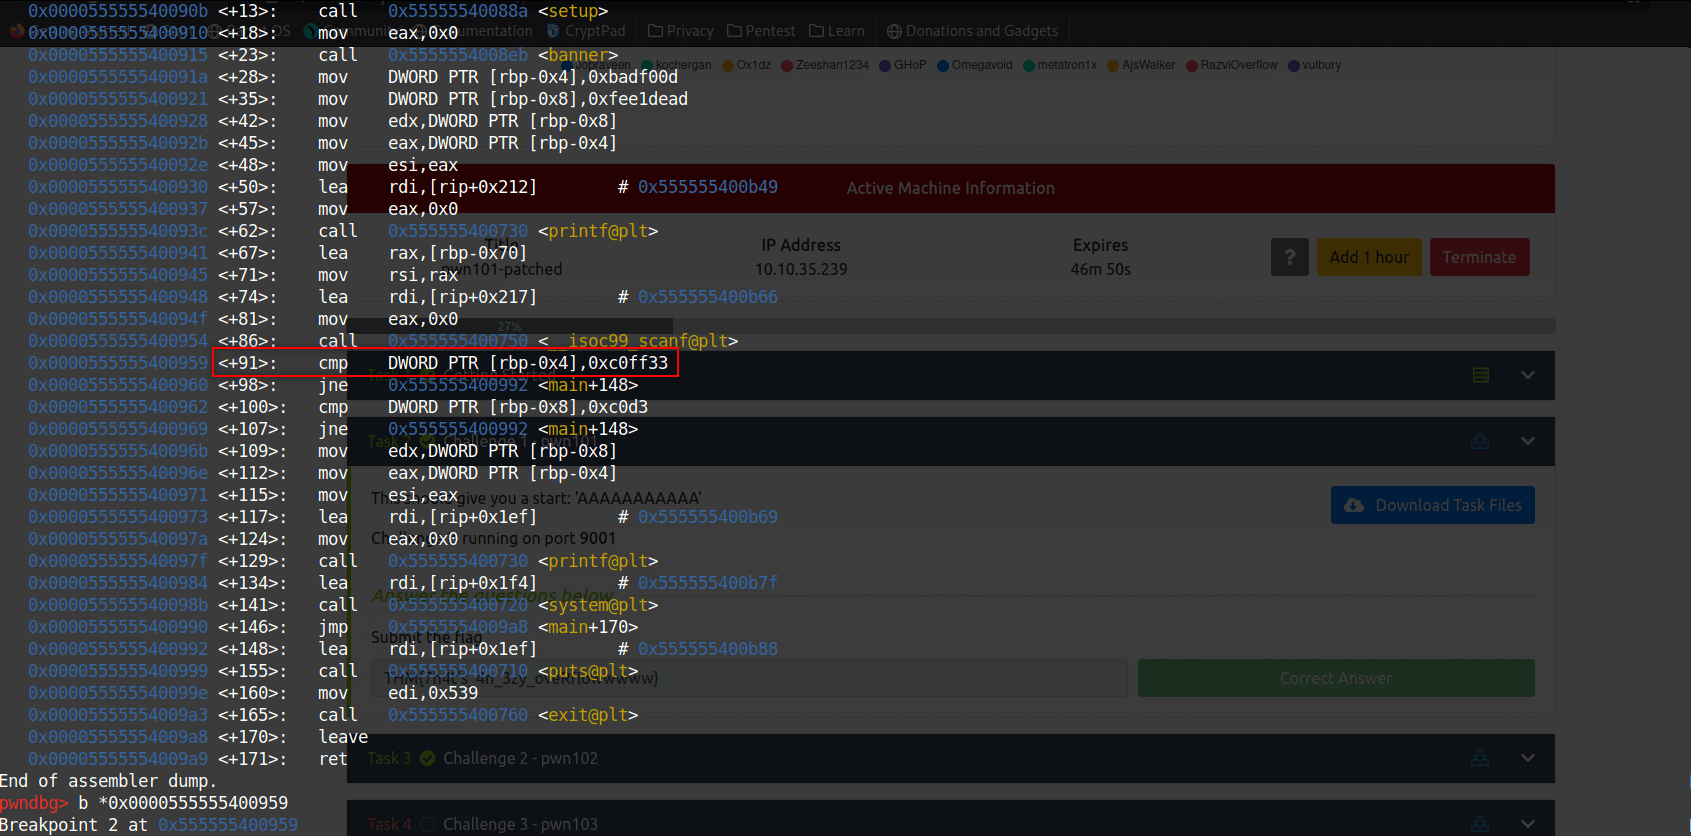 0x000055555540090b <+13>: call 0x55555540088a <setup>
0x0000555555400910 <+18>: mov eax,0x0
OS Documentation CryptPad Privacy Pentest Learn Donations and Gadgets
0x0000555555400915 <+23>: call 0x5555554008eb <banner>
Jopraveen kochergan Ox1dz Zeeshan1234 GHoP Omegavoid metatron1x AjsWalker RazviOverflow vulbury
0x000055555540091a <+28>: mov DWORD PTR [rbp-0x4],0xbadf00d
0x0000555555400921 <+35>: mov DWORD PTR [rbp-0x8],0xfee1dead
0x0000555555400928 <+42>: mov edx,DWORD PTR [rbp-0x8]
0x000055555540092b <+45>: mov eax,DWORD PTR [rbp-0x4]
0x000055555540092e <+48>: mov esi,eax
0x0000555555400930 <+50>: lea rdi,[rip+0x212] # 0x555555400b49
Active Machine Information
0x0000555555400937 <+57>: mov eax,0x0
0x000055555540093c <+62>: call 0x555555400730 <printf@plt>
Title IP Address Expires
0x0000555555400941 <+67>: lea rax,[rbp-0x70]
? Add 1 hour Terminate
0x0000555555400945 <+71>: mov rsi,rax
pwn101-patched 10.10.35.239 46m 50s
0x0000555555400948 <+74>: lea rdi,[rip+0x217] # 0x555555400b66
0x000055555540094f <+81>: mov eax,0x0
27%
0x0000555555400954 <+86>: call 0x555555400750 <__isoc99_scanf@plt>
0x0000555555400959 <+91>: cmp DWORD PTR [rbp-0x4],0xc0ff33
Task 1 Getting Started
0x0000555555400960 <+98>: jne 0x555555400992 <main+148>
0x0000555555400962 <+100>: cmp DWORD PTR [rbp-0x8],0xc0d3
0x0000555555400969 <+107>: jne 0x555555400992 <main+148>
Task 2 Challenge 1 - pwn101
0x000055555540096b <+109>: mov edx,DWORD PTR [rbp-0x8]
0x000055555540096e <+112>: mov eax,DWORD PTR [rbp-0x4]
0x0000555555400971 <+115>: mov esi,eax
give you a start: 'AAAAAAAAAAA'
Download Task Files
0x0000555555400973 <+117>: lea rdi,[rip+0x1ef] # 0x555555400b69
0x000055555540097a <+124>: mov eax,0x0
running on port 9001
0x000055555540097f <+129>: call 0x555555400730 <printf@plt>
0x0000555555400984 <+134>: lea rdi,[rip+0x1f4] # 0x555555400b7f
Answer the questions below
0x000055555540098b <+141>: call 0x555555400720 <system@plt>
0x0000555555400990 <+146>: jmp 0x5555554009a8 <main+170>
Submit the flag
0x0000555555400992 <+148>: lea rdi,[rip+0x1ef] # 0x555555400b88
0x0000555555400999 <+155>: call 0x555555400710 <puts@plt>
Correct Answer
0x000055555540099e <+160>: mov edi,0x539
0x00005555554009a3 <+165>: call 0x555555400760 <exit@plt>
0x00005555554009a8 <+170>: leave
0x00005555554009a9 <+171>: ret
Task 3 Challenge 2 - pwn102
End of assembler dump.
pwndbg> b *0x0000555555400959
Breakpoint 2 at 0x555555400959
Task 4 Challenge 3 - pwn103